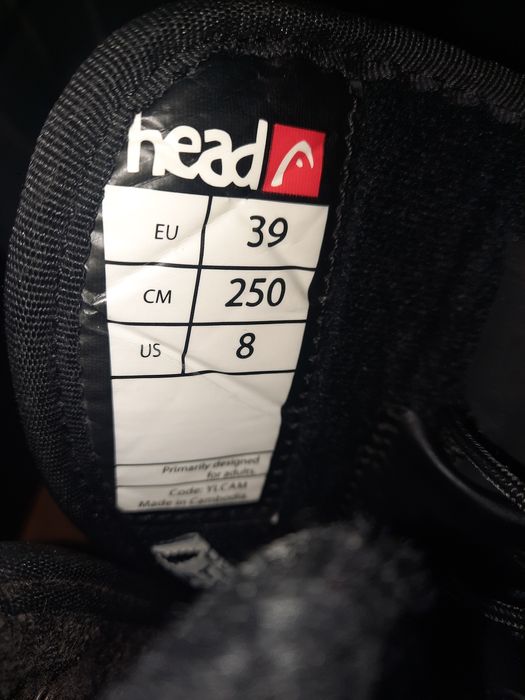 head
EU 39
CM 250
US 8
Primarily designed
for adults.
Code: YLCAM
Made in Cambodia